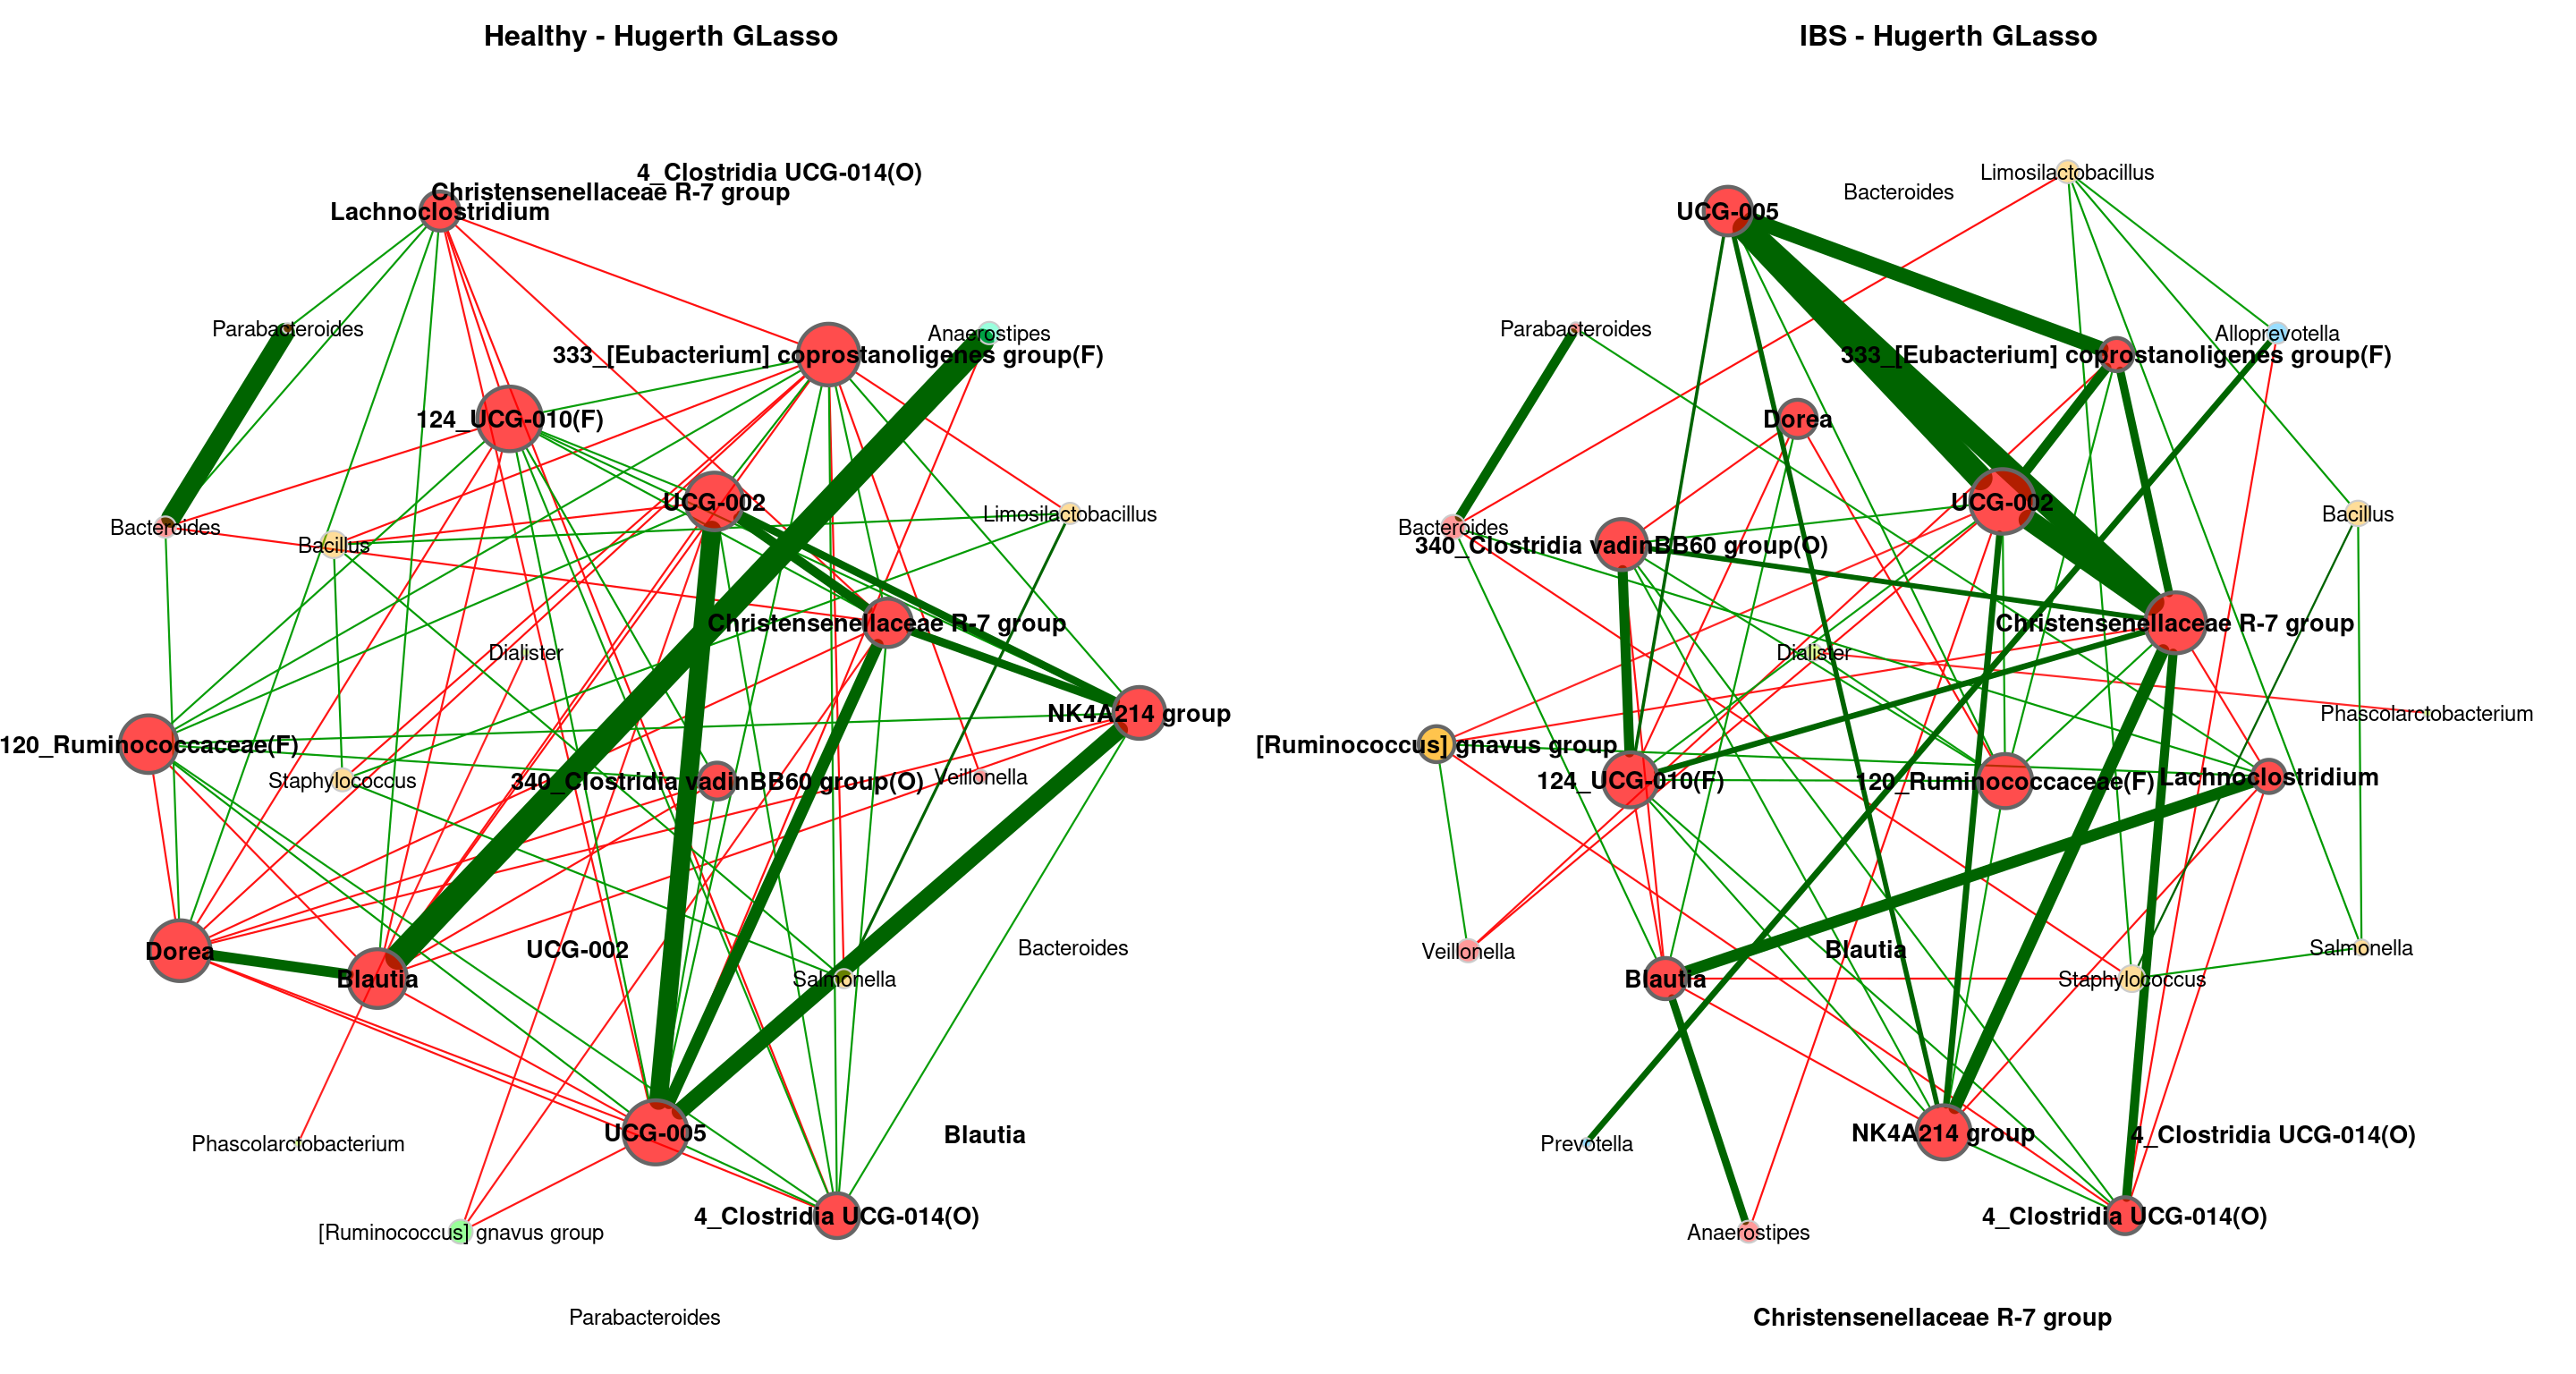 Healthy - Hugerth GLasso
4_Clostridia UCG-014(O)
Christensenellaceae R-7 group
Lachnoclostridium
Parabacteroides
Anaerostipes
333_[Eubacterium] coprostanoligenes group(F)
124_UCG-010(F)
UCG-002
Limosilactobacillus
Bacteroides
Bacillus
Christensenellaceae R-7 group
Dialister
NK4A214 group
120_Ruminococcaceae(F)
Staphylococcus
340_Clostridia vadinBB60 group(O)
Veillonella
Dorea
UCG-002
Bacteroides
Blautia
Salmonella
UCG-005
Blautia
Phascolarctobacterium
4_Clostridia UCG-014(O)
[Ruminococcus] gnavus group
Parabacteroides
IBS - Hugerth GLasso
Limosilactobacillus
Bacteroides
UCG-005
Parabacteroides
Alloprevotella
333_[Eubacterium] coprostanoligenes group(F)
Dorea
UCG-002
Bacillus
Bacteroides
340_Clostridia vadinBB60 group(O)
Christensenellaceae R-7 group
Dialister
Phascolarctobacterium
[Ruminococcus] gnavus group
124_UCG-010(F)
120_Ruminococcaceae(F)
Lachnoclostridium
Veillonella
Blautia
Salmonella
Blautia
Staphylococcus
NK4A214 group
4_Clostridia UCG-014(O)
Prevotella
4_Clostridia UCG-014(O)
Anaerostipes
Christensenellaceae R-7 group